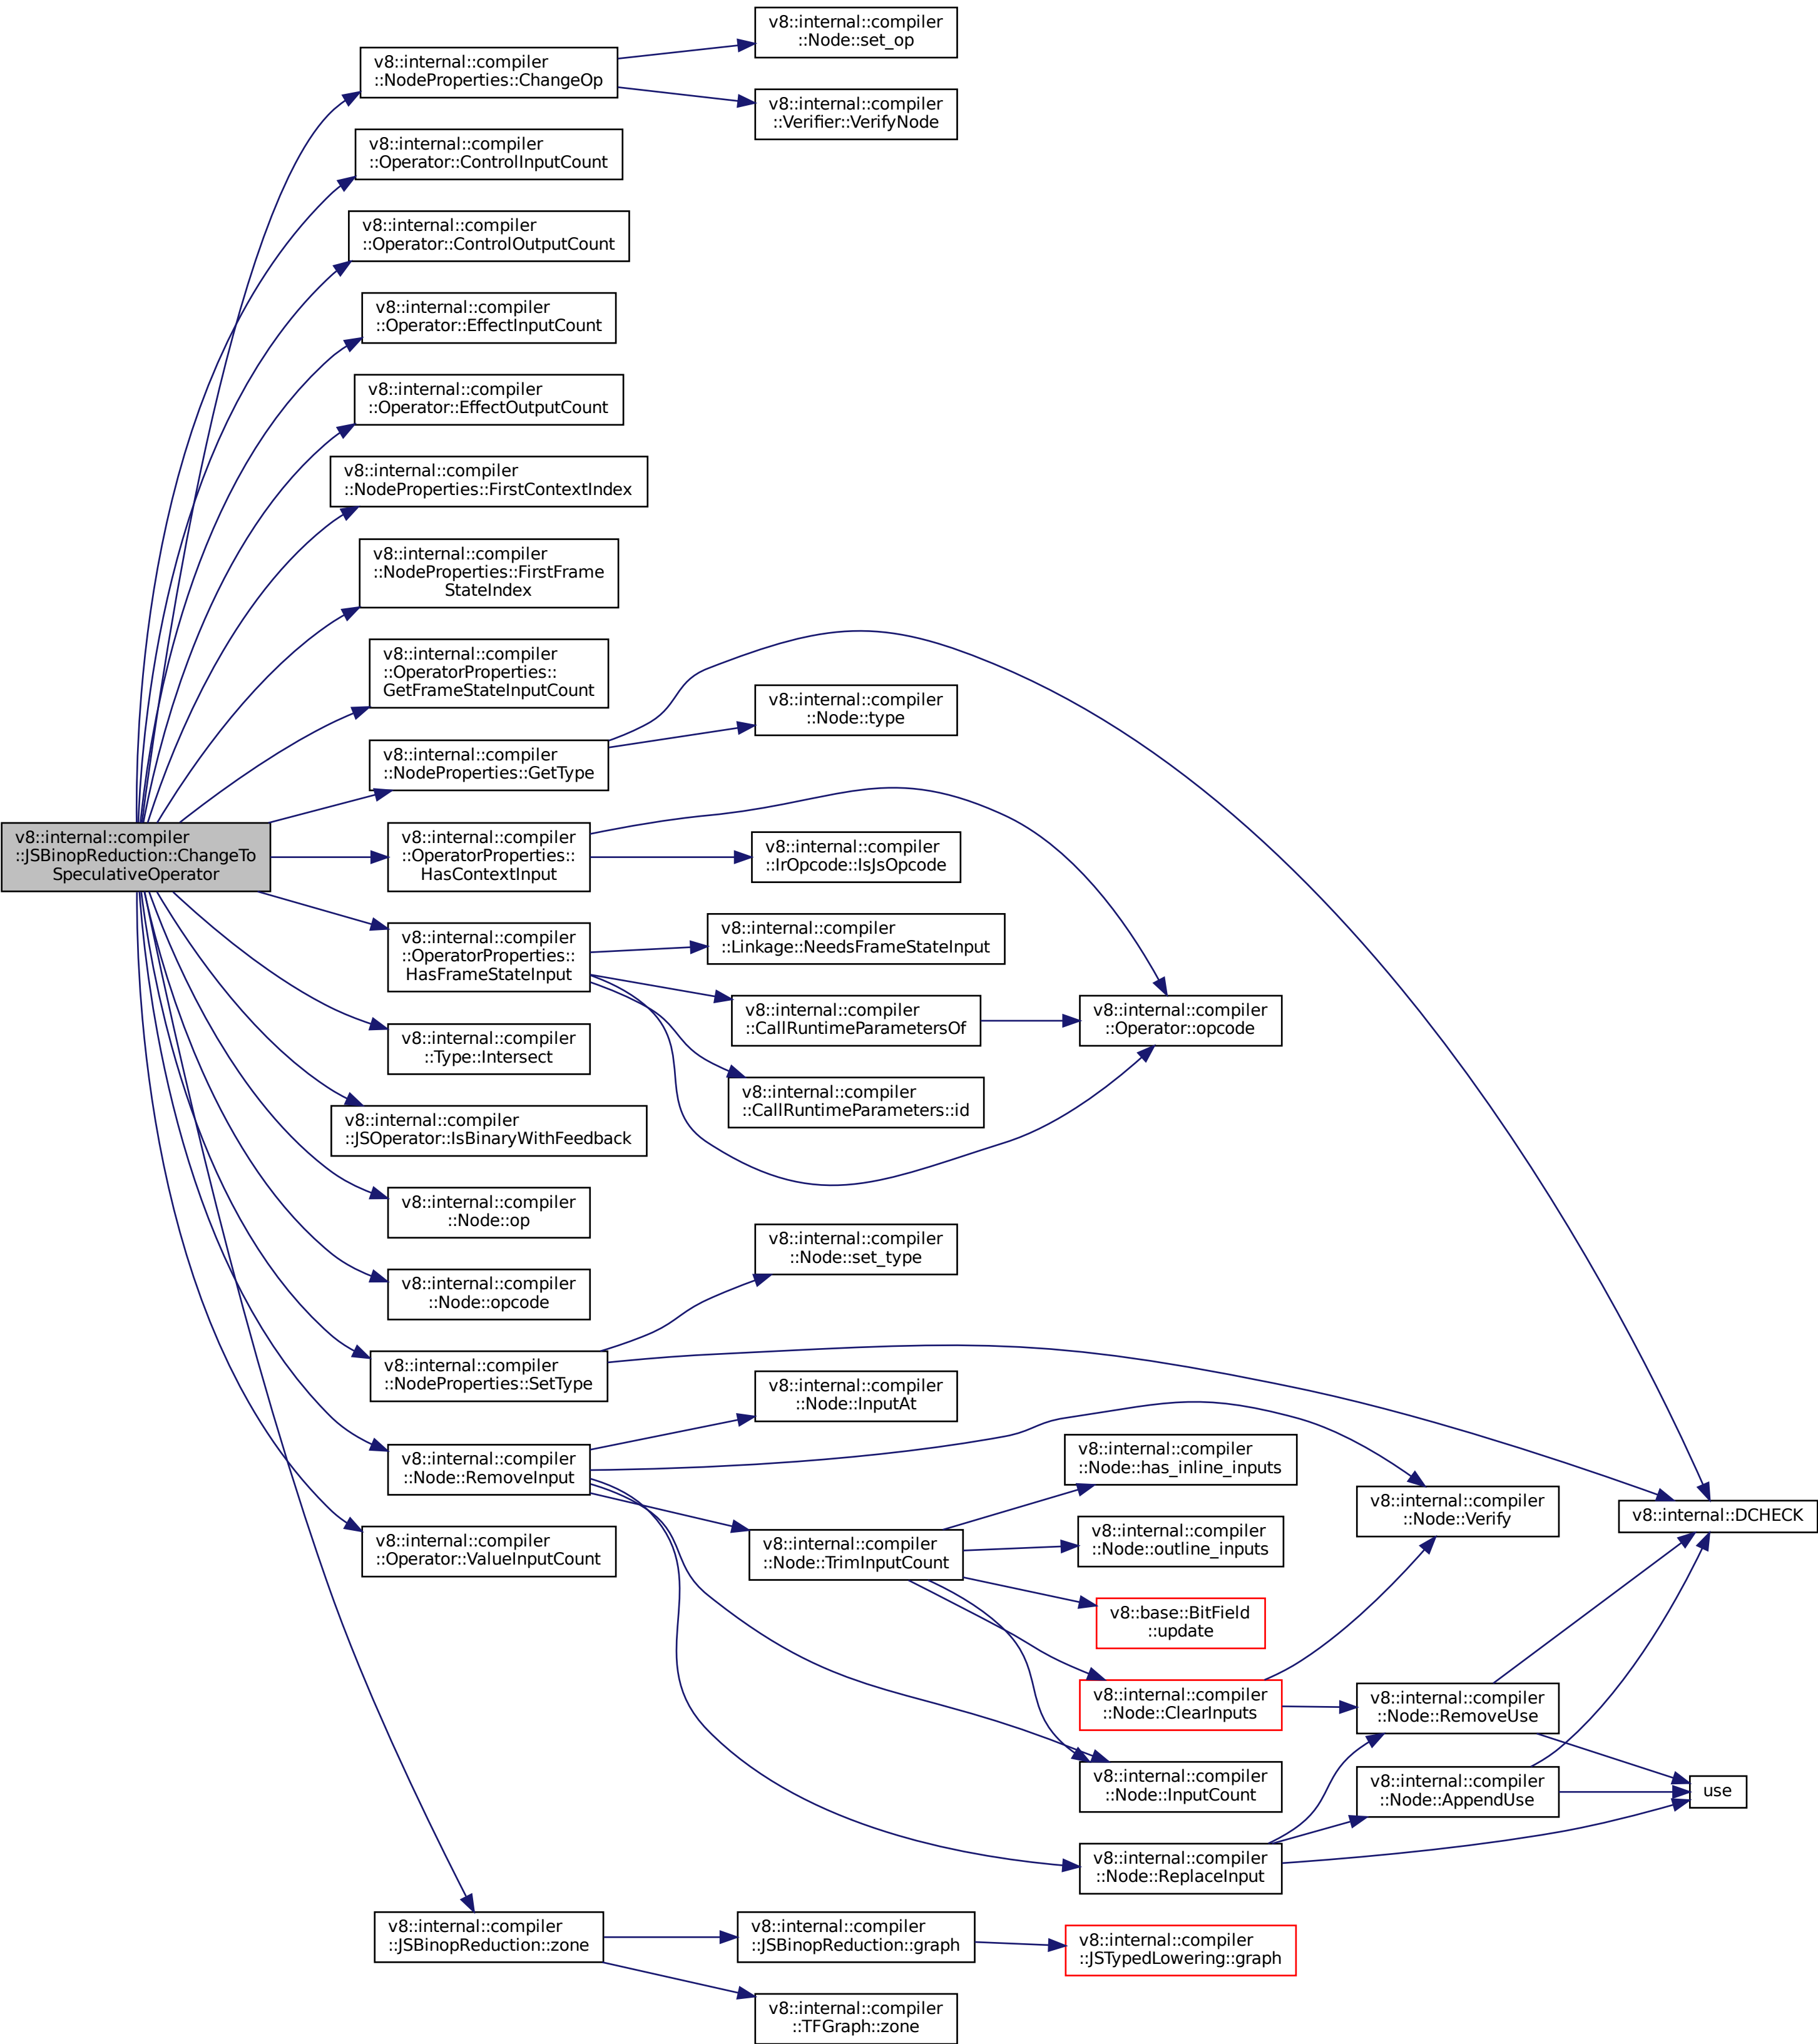 v8::internal::compiler
::Node::set_op
v8::internal::compiler
::NodeProperties::ChangeOp
v8::internal::compiler
::Verifier::VerifyNode
v8::internal::compiler
::Operator::ControlInputCount
v8::internal::compiler
::Operator::ControlOutputCount
v8::internal::compiler
::Operator::EffectInputCount
v8::internal::compiler
::Operator::EffectOutputCount
v8::internal::compiler
::NodeProperties::FirstContextIndex
v8::internal::compiler
::NodeProperties::FirstFrame
StateIndex
v8::internal::compiler
::OperatorProperties::
GetFrameStateInputCount
v8::internal::compiler
::Node::type
v8::internal::compiler
::NodeProperties::GetType
v8::internal::compiler
::JSBinopReduction::ChangeTo
SpeculativeOperator
v8::internal::compiler
::OperatorProperties::
HasContextInput
v8::internal::compiler
::IrOpcode::IsJsOpcode
v8::internal::compiler
::OperatorProperties::
HasFrameStateInput
v8::internal::compiler
::Linkage::NeedsFrameStateInput
v8::internal::compiler
::CallRuntimeParametersOf
v8::internal::compiler
::Operator::opcode
v8::internal::compiler
::Type::Intersect
v8::internal::compiler
::CallRuntimeParameters::id
v8::internal::compiler
::JSOperator::IsBinaryWithFeedback
v8::internal::compiler
::Node::op
v8::internal::compiler
::Node::set_type
v8::internal::compiler
::Node::opcode
v8::internal::compiler
::NodeProperties::SetType
v8::internal::compiler
::Node::InputAt
v8::internal::compiler
::Node::RemoveInput
v8::internal::compiler
::Node::has_inline_inputs
v8::internal::compiler
::Node::Verify
v8::internal::DCHECK
v8::internal::compiler
::Operator::ValueInputCount
v8::internal::compiler
::Node::TrimInputCount
v8::internal::compiler
::Node::outline_inputs
v8::base::BitField
::update
v8::internal::compiler
::Node::ClearInputs
v8::internal::compiler
::Node::RemoveUse
v8::internal::compiler
::Node::InputCount
v8::internal::compiler
::Node::AppendUse
use
v8::internal::compiler
::Node::ReplaceInput
v8::internal::compiler
::JSBinopReduction::zone
v8::internal::compiler
::JSBinopReduction::graph
v8::internal::compiler
::JSTypedLowering::graph
v8::internal::compiler
::TFGraph::zone